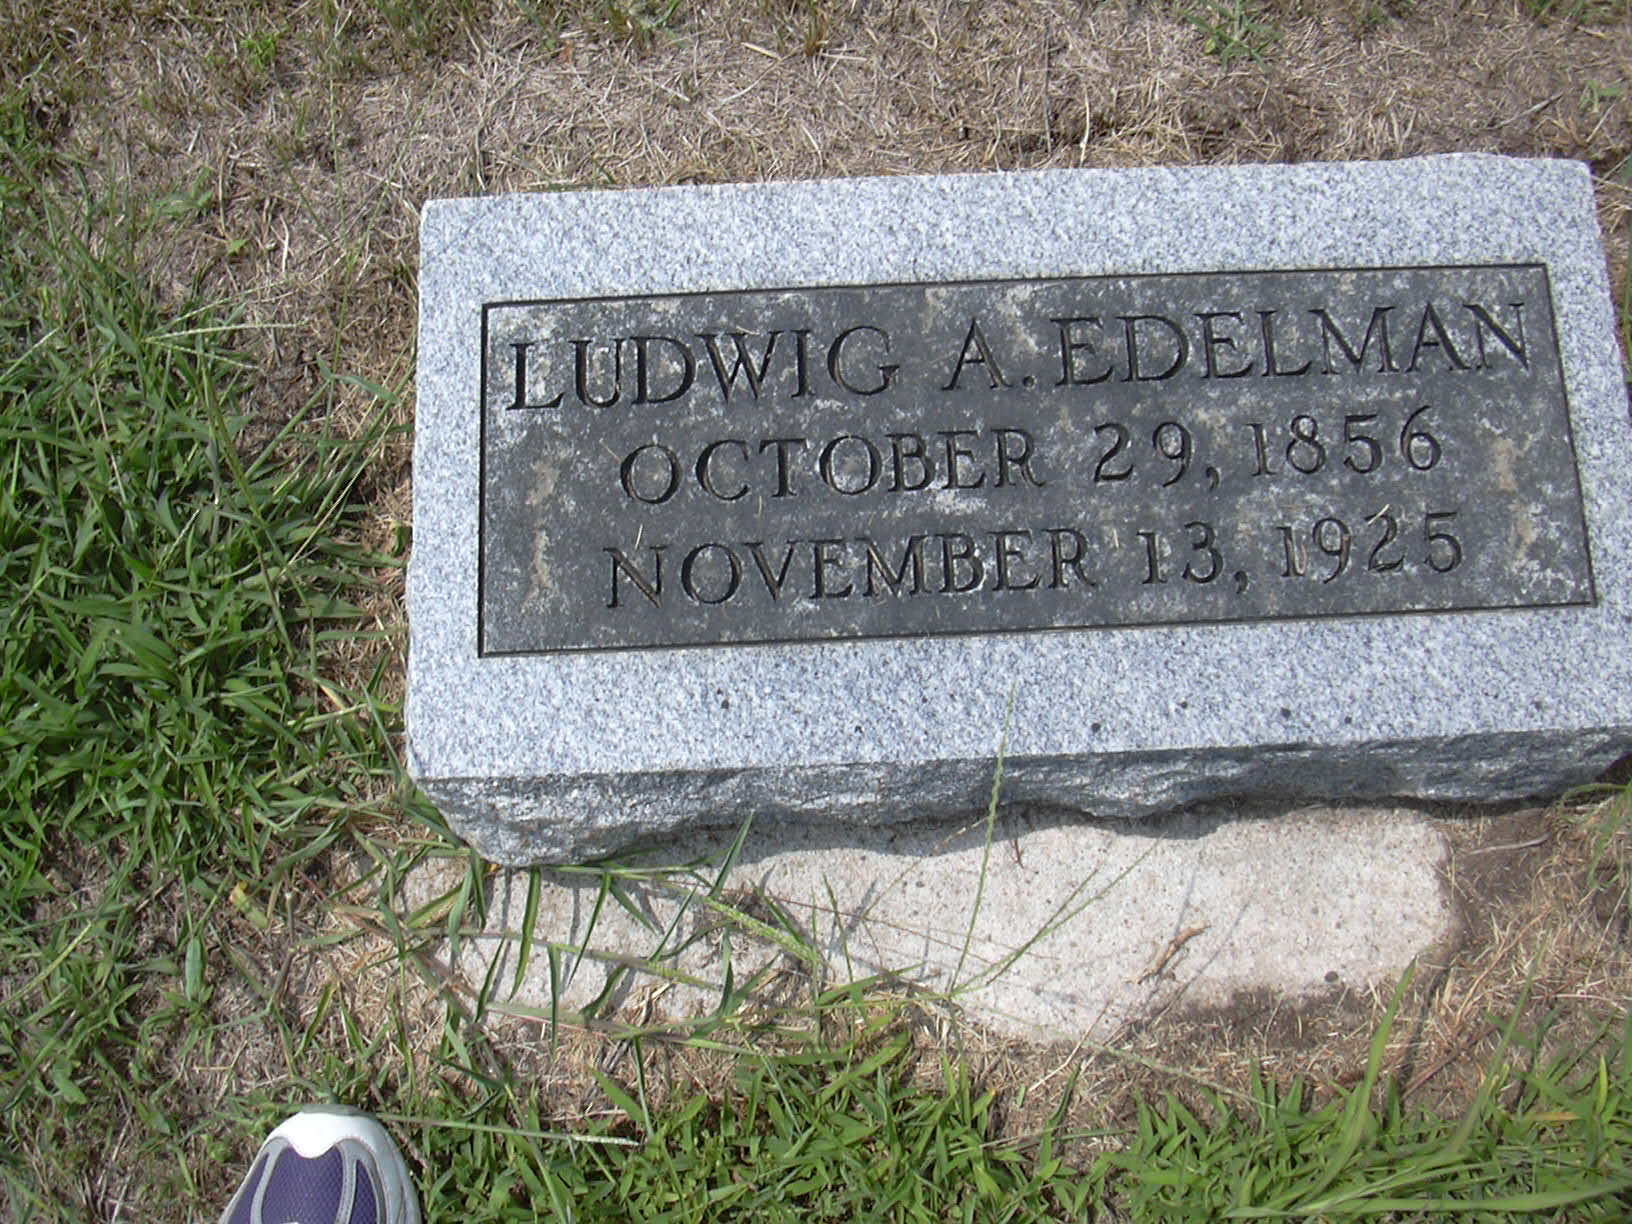 LUDWIG A. EDELMAN
OCTOBER 29, 1856
NOVEMBER 13, 1925